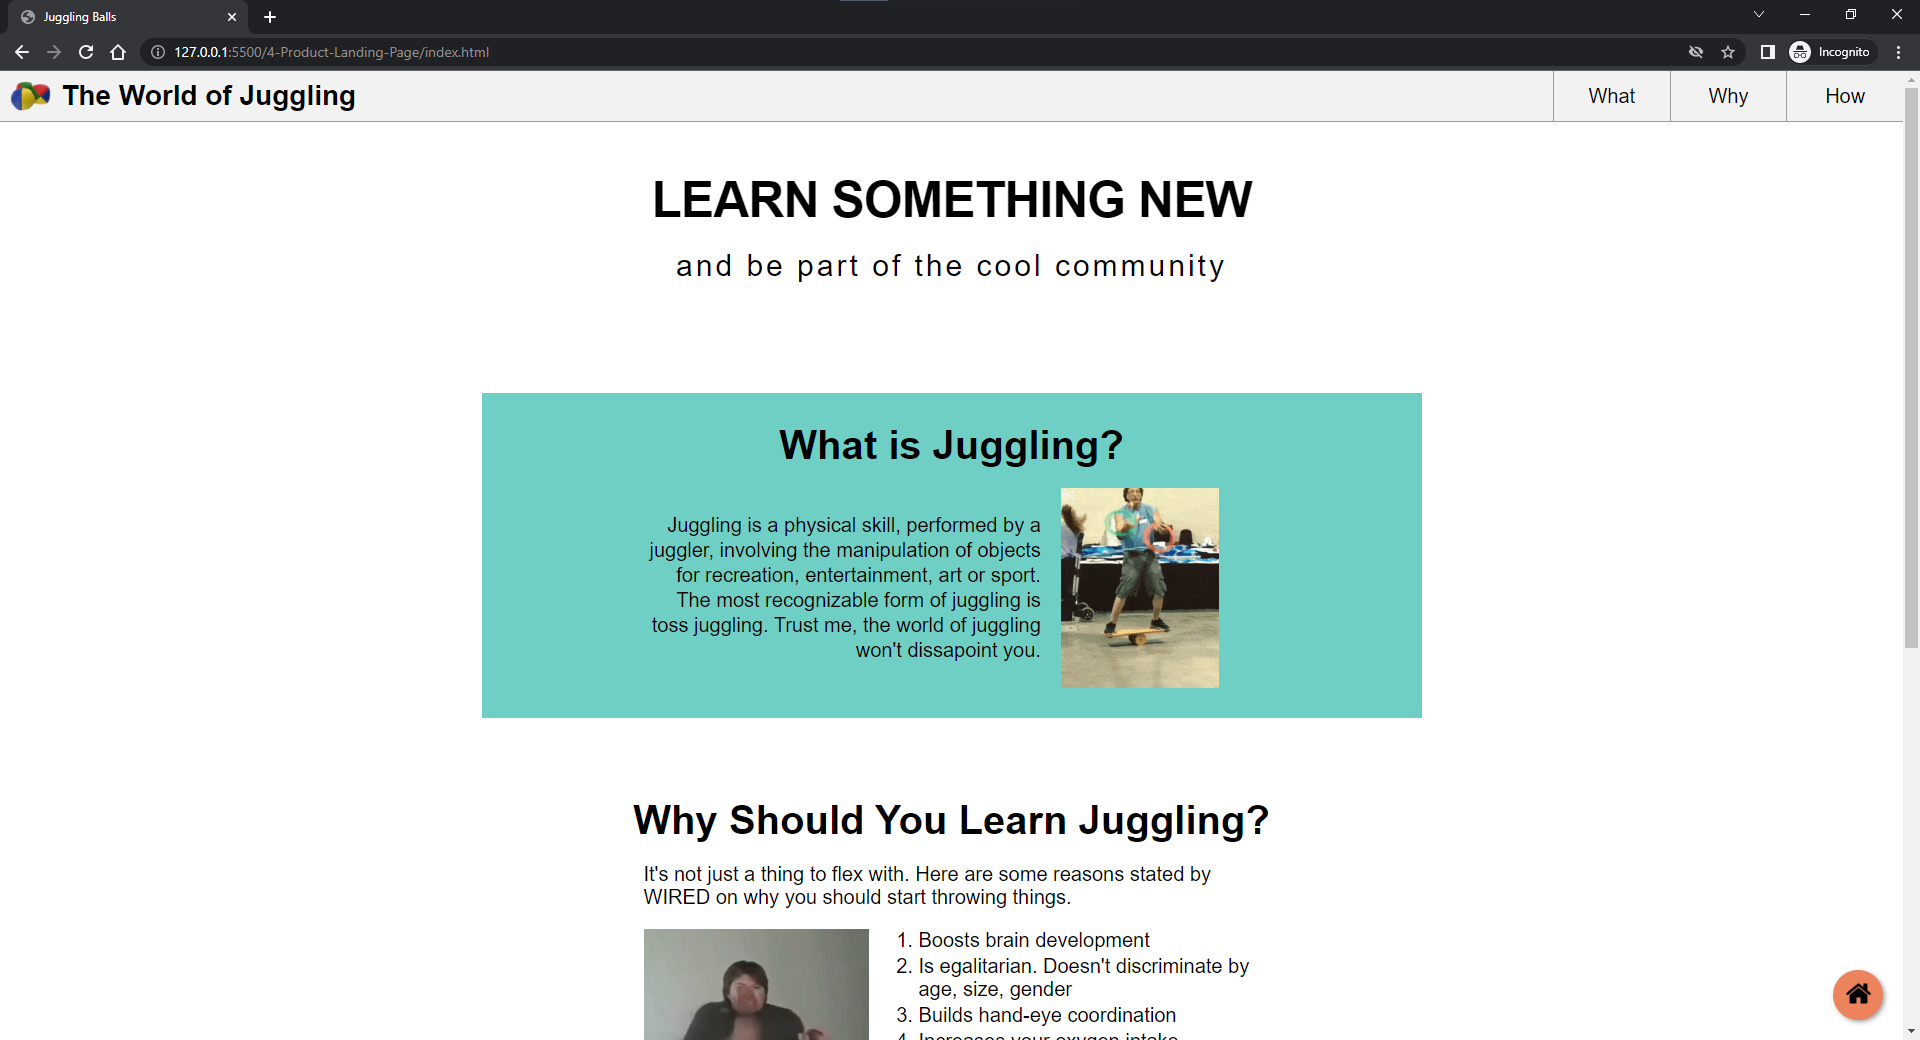 Juggling Balls
127.0.0.1:5500/4-Product-Landing-Page/index.html
Incognito
The World of Juggling
What
Why
How
LEARN SOMETHING NEW
and be part of the cool community
What is Juggling?
Juggling is a physical skill, performed by a
juggler, involving the manipulation of objects
for recreation, entertainment, art or sport.
The most recognizable form of juggling is
toss juggling. Trust me, the world of juggling
won't dissapoint you.
Why Should You Learn Juggling?
It's not just a thing to flex with. Here are some reasons stated by
WIRED on why you should start throwing things.
1. Boosts brain development
2. Is egalitarian. Doesn't discriminate by
age, size, gender
3. Builds hand-eye coordination
4. Increases your oxygen intake